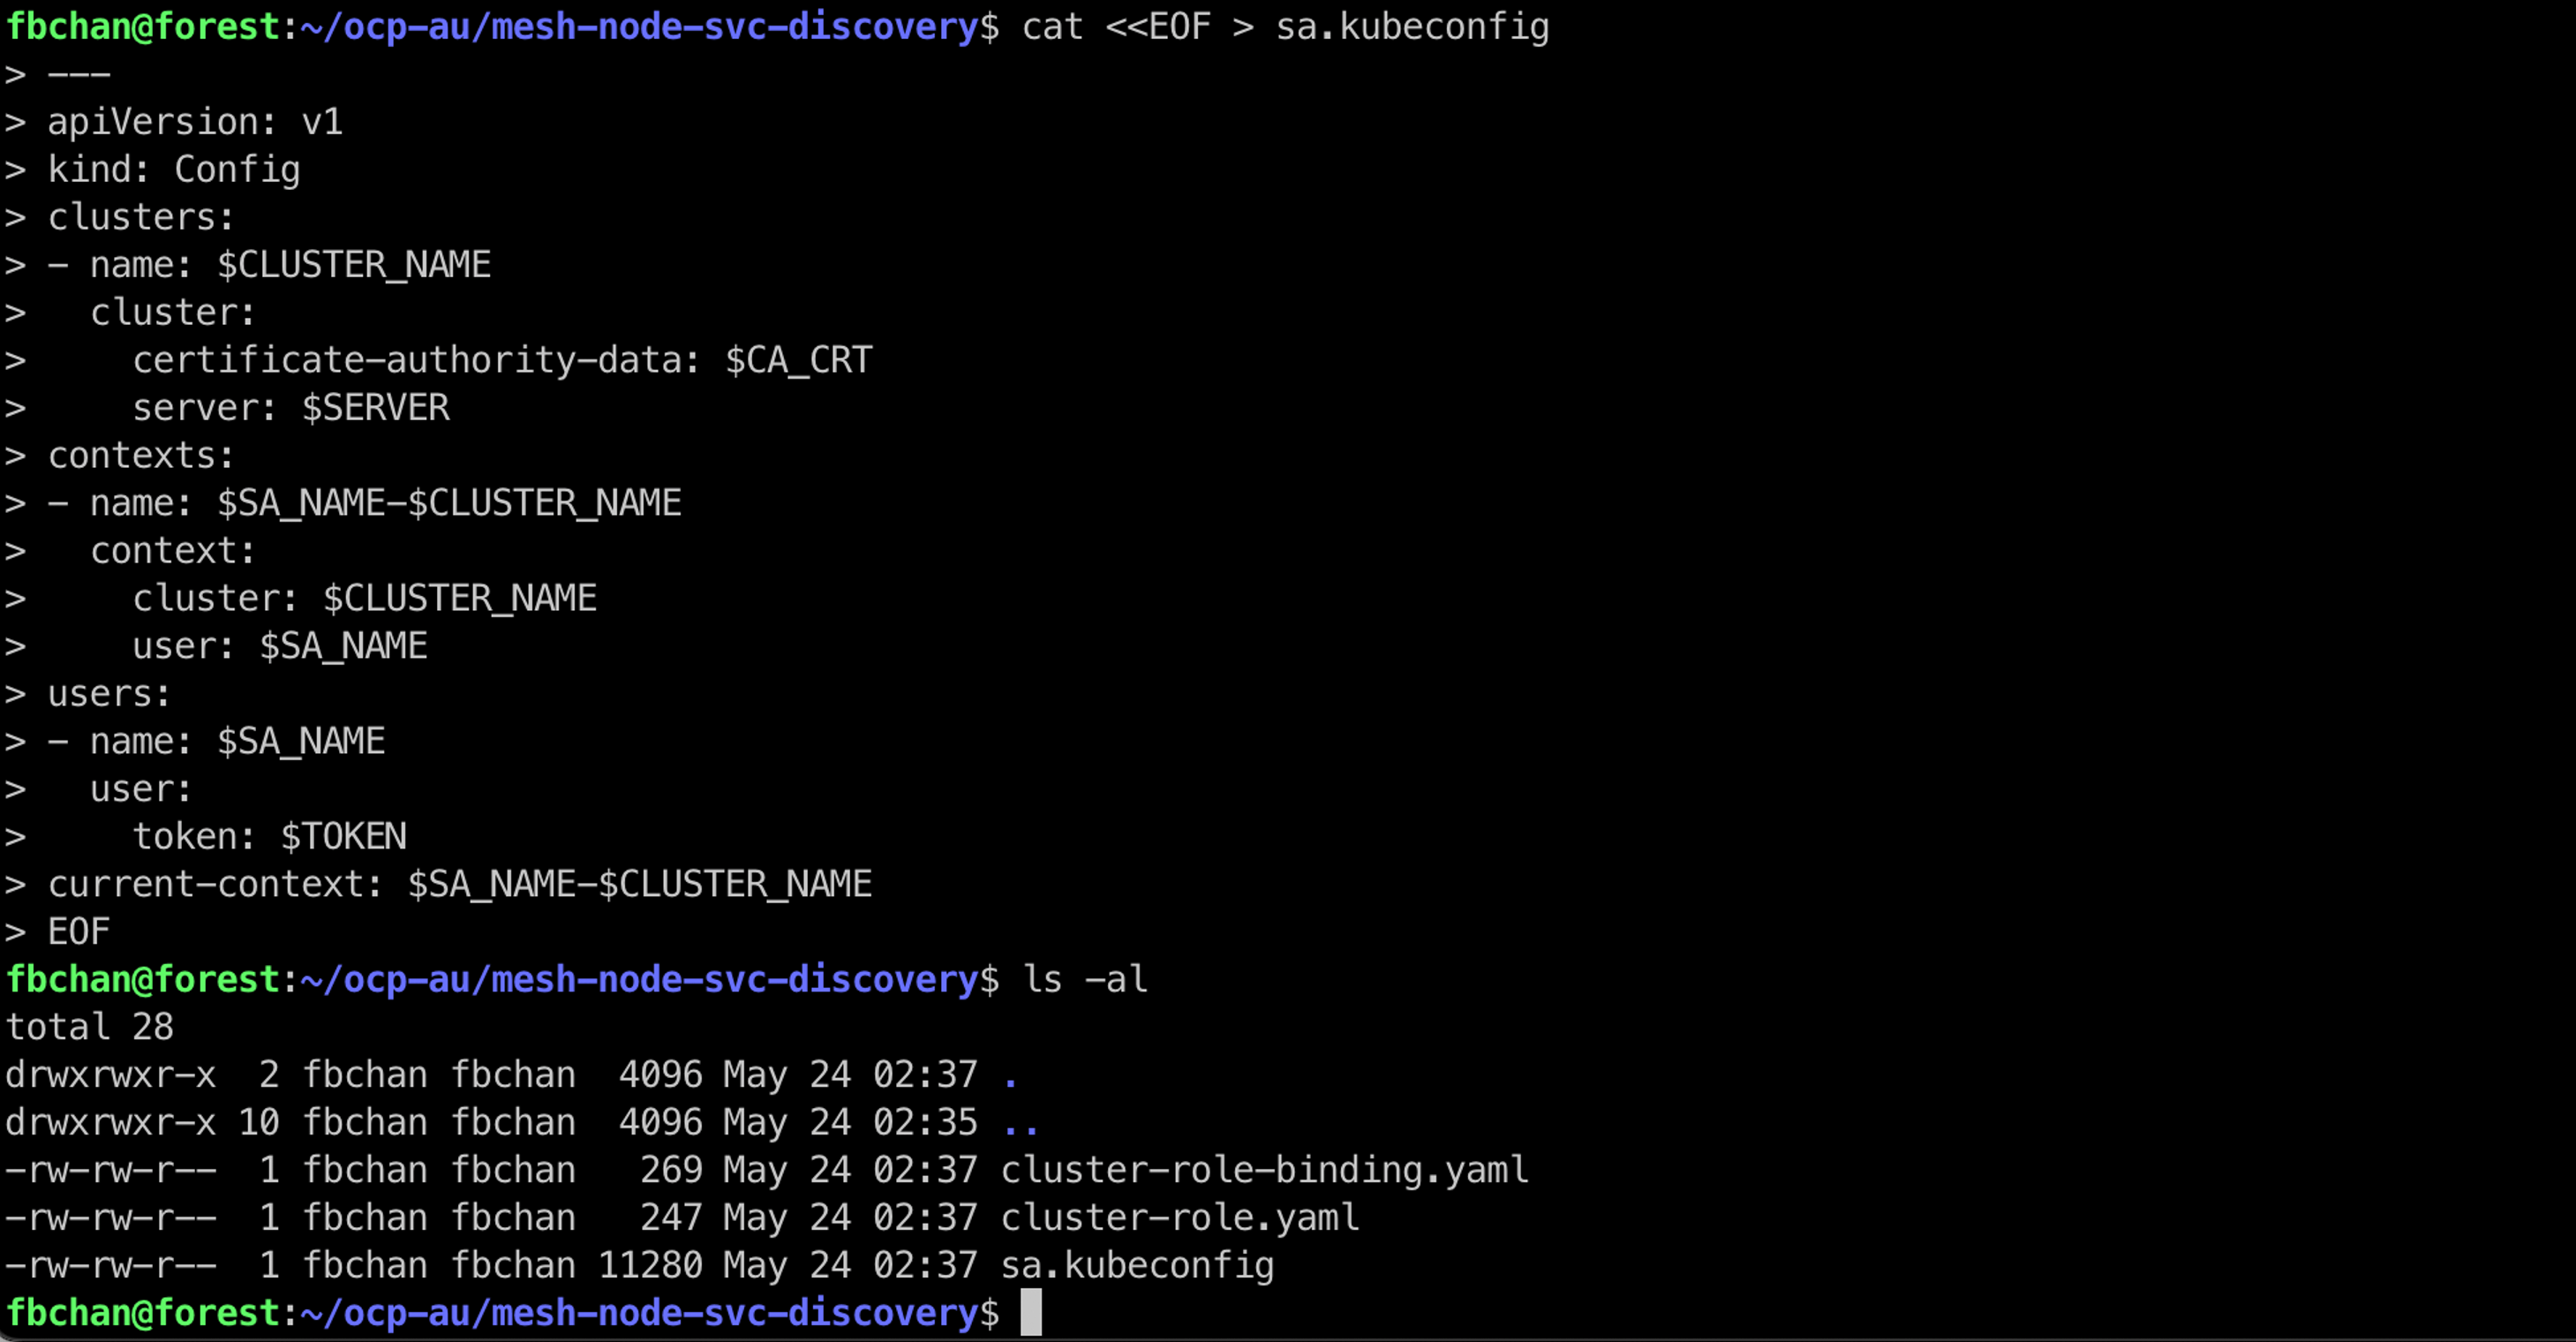 fbchan@forest:~/ocp-au/mesh-node-svc-discovery$ cat <<EOF > sa.kubeconfig
> ---
> apiVersion: v1
> kind: Config
> clusters:
> - name: $CLUSTER_NAME
>   cluster:
>     certificate-authority-data: $CA_CRT
>     server: $SERVER
> contexts:
> - name: $SA_NAME-$CLUSTER_NAME
>   context:
>     cluster: $CLUSTER_NAME
>     user: $SA_NAME
> users:
> - name: $SA_NAME
>   user:
>     token: $TOKEN
> current-context: $SA_NAME-$CLUSTER_NAME
> EOF
fbchan@forest:~/ocp-au/mesh-node-svc-discovery$ ls -al
total 28
drwxrwxr-x  2 fbchan fbchan  4096 May 24 02:37 .
drwxrwxr-x 10 fbchan fbchan  4096 May 24 02:35 ..
-rw-rw-r--  1 fbchan fbchan   269 May 24 02:37 cluster-role-binding.yaml
-rw-rw-r--  1 fbchan fbchan   247 May 24 02:37 cluster-role.yaml
-rw-rw-r--  1 fbchan fbchan 11280 May 24 02:37 sa.kubeconfig
fbchan@forest:~/ocp-au/mesh-node-svc-discovery$